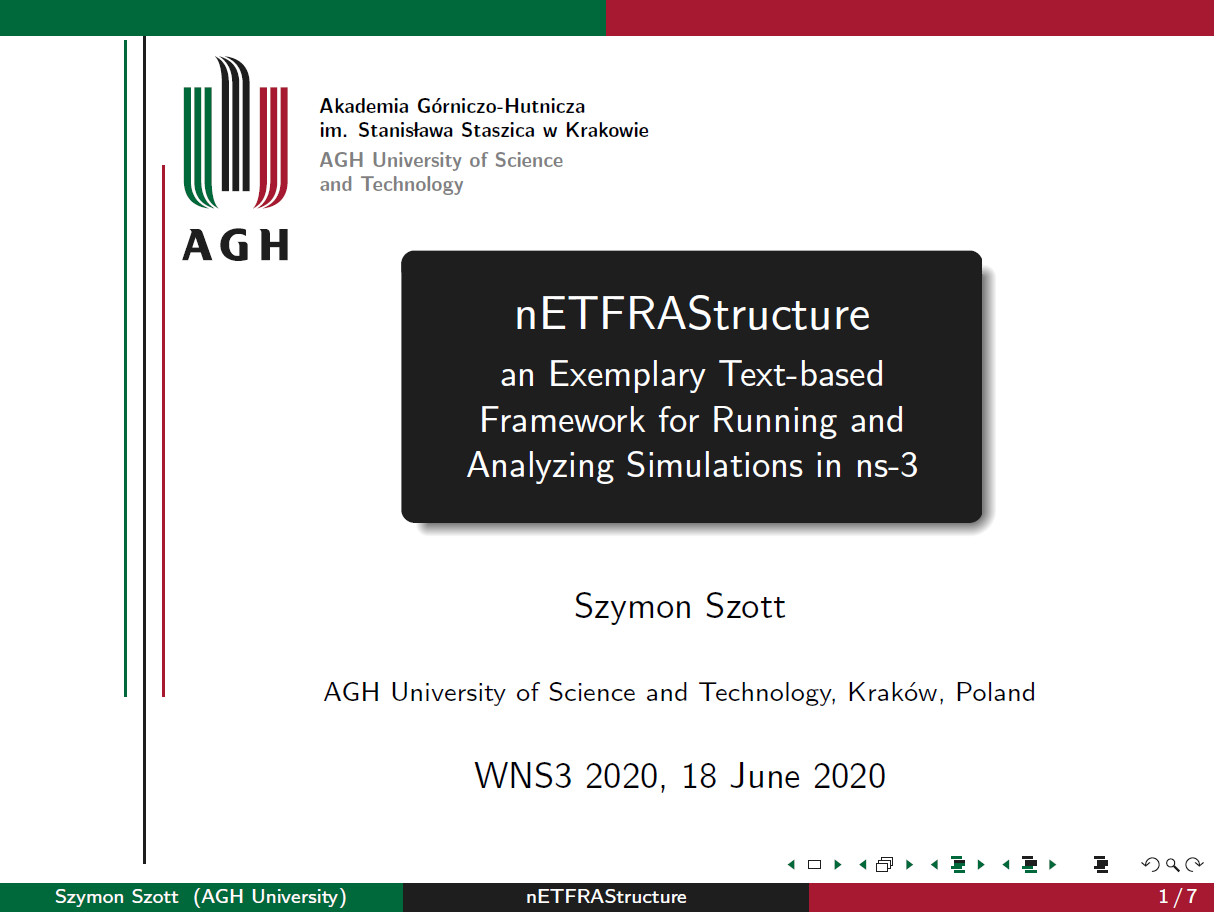 Akademia Górniczo-Hutnicza
im. Stanisława Staszica w Krakowie
AGH University of Science
and Technology
AGH
nETFRAStructure
an Exemplary Text-based
Framework for Running and
Analyzing Simulations in ns-3
Szymon Szott
AGH University of Science and Technology, Kraków, Poland
WNS3 2020, 18 June 2020
Szymon Szott (AGH University)
nETFRAStructure
1 / 7